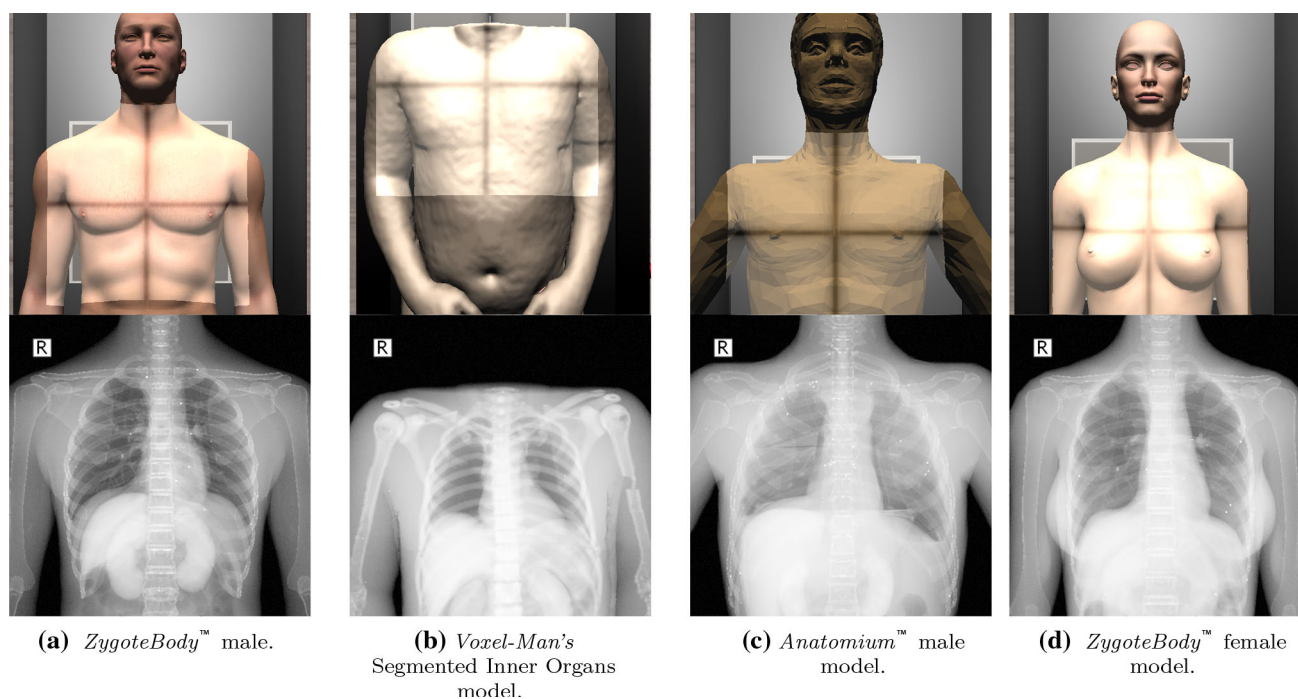 R
R
R
R
(a) ZygoteBody™ male.
(b) Voxel-Man's
Segmented Inner Organs
model.
(c) Anatomium™ male
model.
(d) ZygoteBody™ female
model.